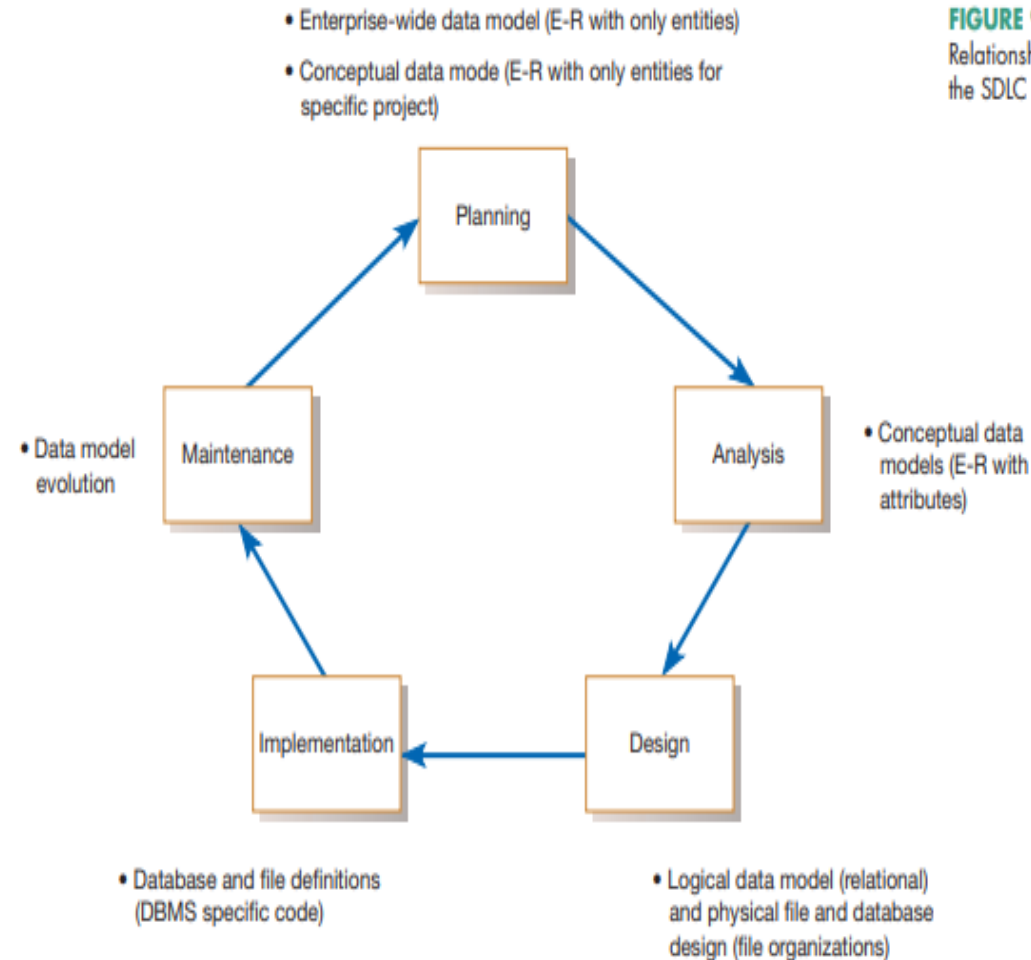 • Enterprise-wide data model (E-R with only entities)
• Conceptual data mode (E-R with only entities for
specific project)
FIGURE
Relationsh
the SDLC
Planning
Maintenance
• Data model
evolution
Analysis
• Conceptual data
models (E-R with
attributes)
Implementation
Design
• Database and file definitions
(DBMS specific code)
• Logical data model (relational)
and physical file and database
design (file organizations)